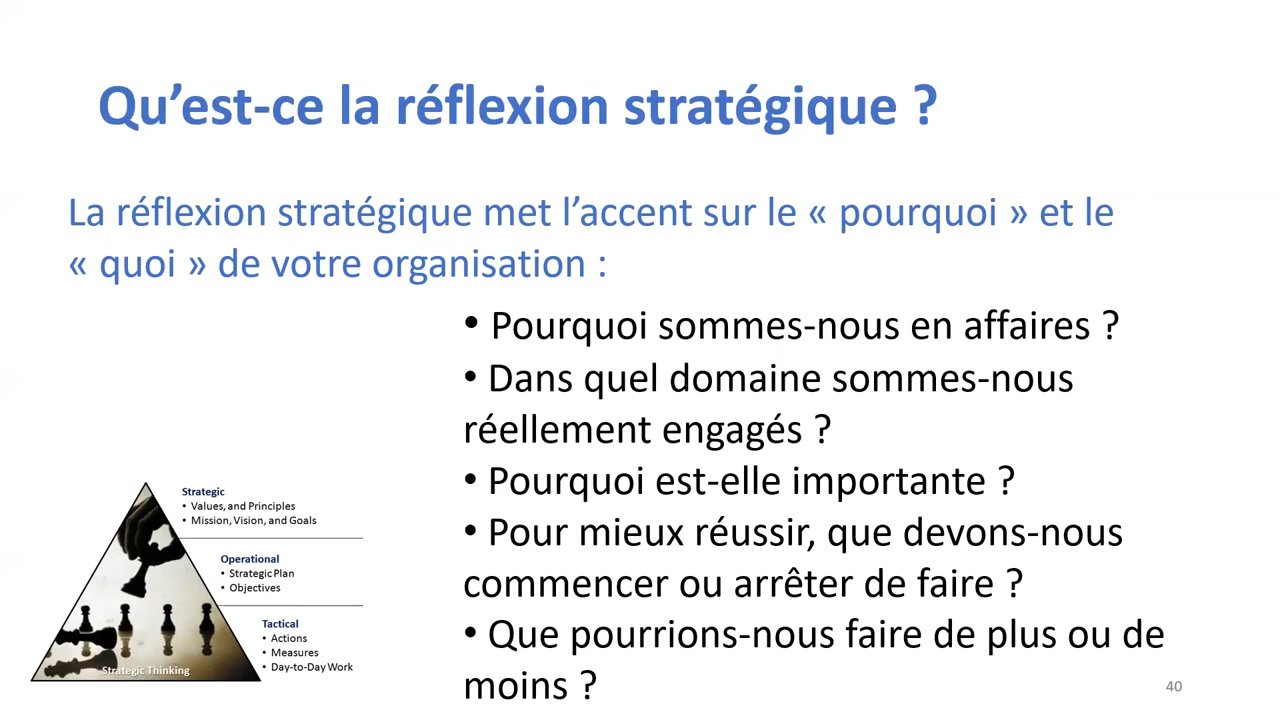 Qu’est-ce la réflexion stratégique ?
La réflexion stratégique met l’accent sur le « pourquoi » et le
« quoi » de votre organisation :
• Pourquoi sommes-nous en affaires ?
• Dans quel domaine sommes-nous
réellement engagés ?
• Pourquoi est-elle importante ?
• Pour mieux réussir, que devons-nous
commencer ou arrêter de faire ?
• Que pourrions-nous faire de plus ou de
moins ?
Strategic
• Values, and Principles
• Mission, Vision, and Goals
Operational
• Strategic Plan
• Objectives
Tactical
• Actions
• Measures
• Day-to-Day Work
Strategic Thinking
40